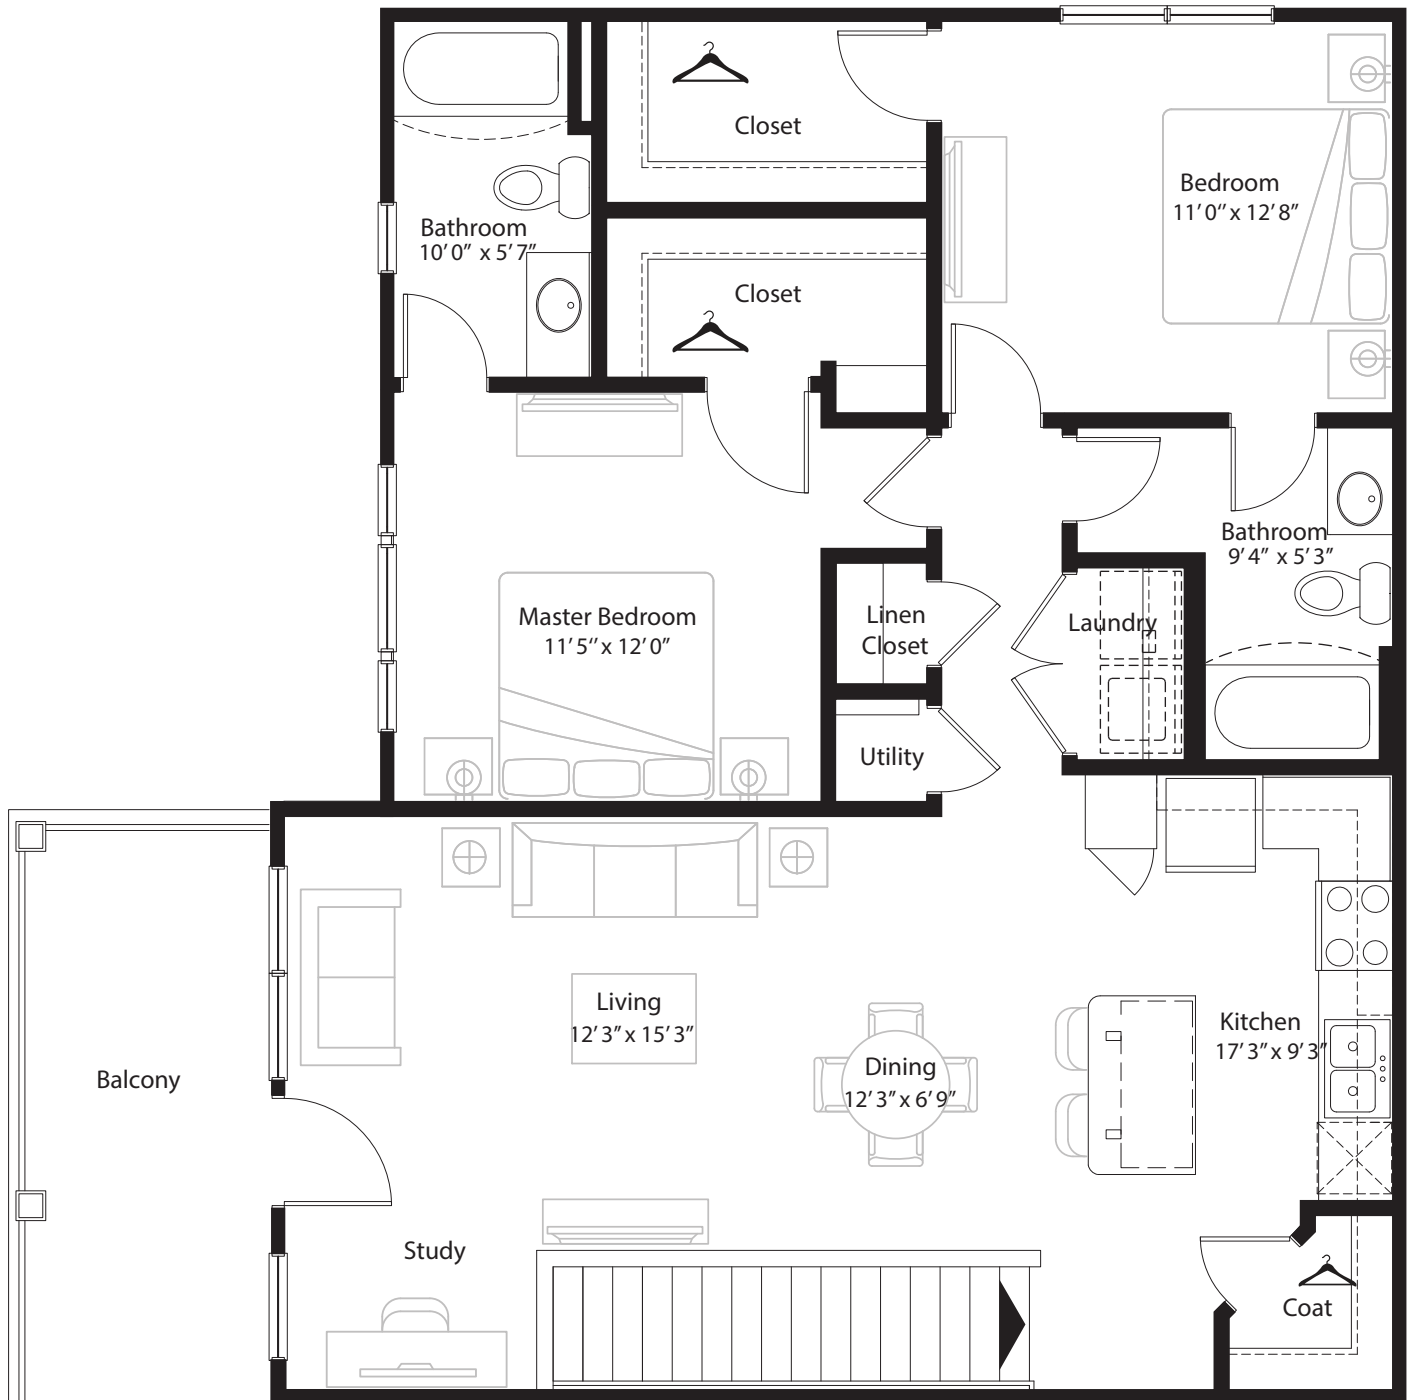 Closet
Bedroom
11'0" x 12'8"
Bathroom
10'0" x 5'7"
Closet
Bathroom
9'4" x 5'3"
Master Bedroom
11'5" x 12'0"
Linen
Closet
Laundry
Utility
Living
12'3" x 15'3"
Kitchen
17'3" x 9'3"
Dining
12'3" x 6'9"
Balcony
Study
Coat